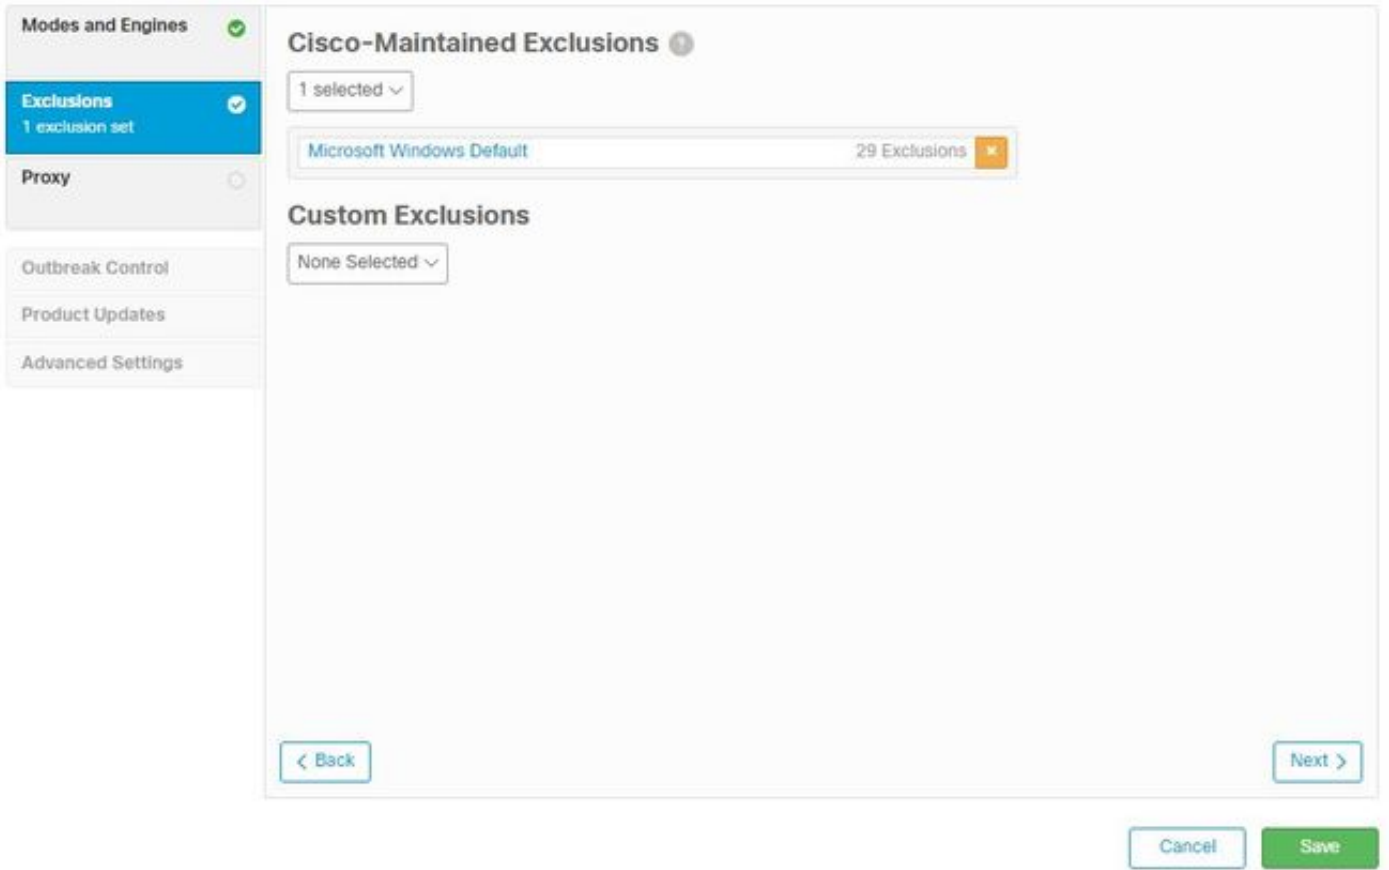 Modes and Engines
Exclusions
1 exclusion set
Proxy
Outbreak Control
Product Updates
Advanced Settings
Cisco-Maintained Exclusions ?
1 selected
Microsoft Windows Default 29 Exclusions ×
Custom Exclusions
None Selected
< Back
Next >
Cancel
Save